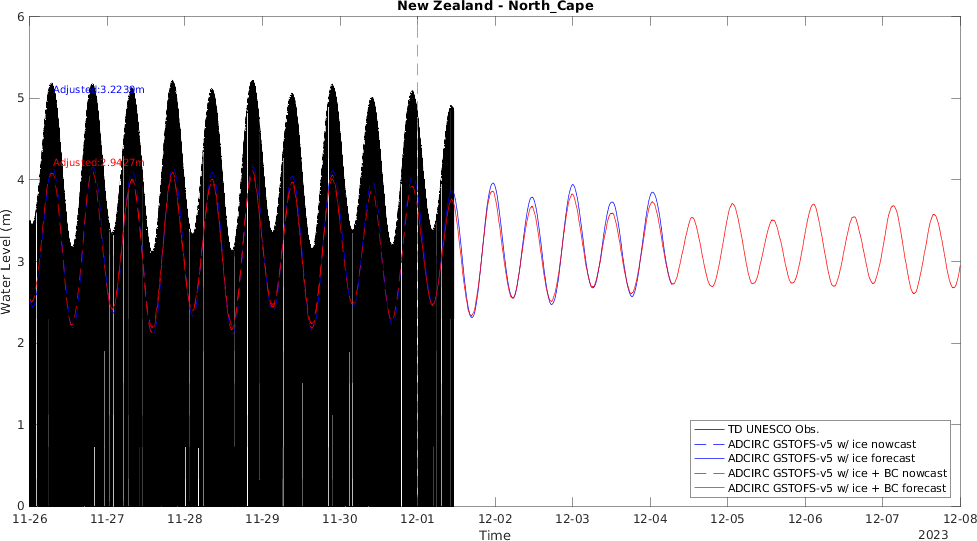 New Zealand - North_Cape
Water Level (m)
6
5
4
3
2
1
0
Adjusted:3.2239m
Adjusted:2.9427m
TD UNESCO Obs.
ADCIRC GSTOFS-v5 w/ ice nowcast
ADCIRC GSTOFS-v5 w/ ice forecast
ADCIRC GSTOFS-v5 w/ ice + BC nowcast
ADCIRC GSTOFS-v5 w/ ice + BC forecast
11-26 11-27 11-28 11-29 11-30 12-01 12-02 12-03 12-04 12-05 12-06 12-07 12-08
Time
2023